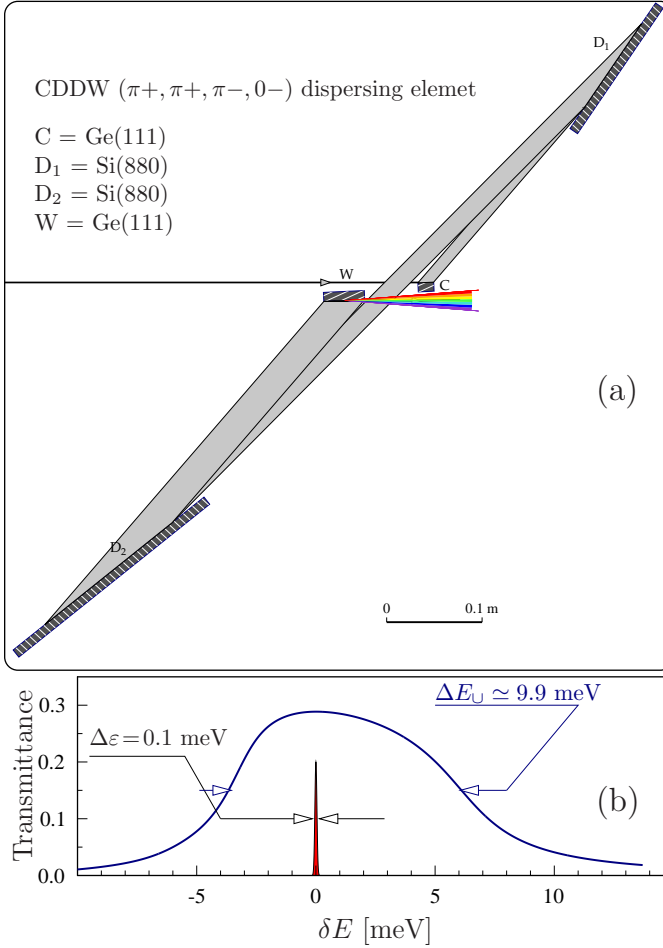 D₁
CDDW (π+, π+, π−, 0−) dispersing elemet
C = Ge(111)
D₁ = Si(880)
D₂ = Si(880)
W = Ge(111)
W
C
(a)
D₂
0 0.1 m
ΔE∪ ≃ 9.9 meV
Δε=0.1 meV
(b)
Transmittance
0.3
0.2
0.1
0.0
-5 0 5 10
δE [meV]